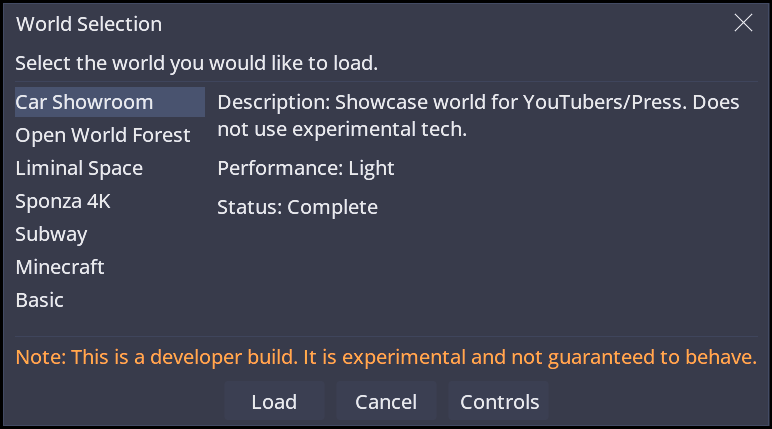 World Selection
Select the world you would like to load.
Car Showroom
Open World Forest
Liminal Space
Sponza 4K
Subway
Minecraft
Basic
Description: Showcase world for YouTubers/Press. Does
not use experimental tech.
Performance: Light
Status: Complete
Note: This is a developer build. It is experimental and not guaranteed to behave.
Load
Cancel
Controls